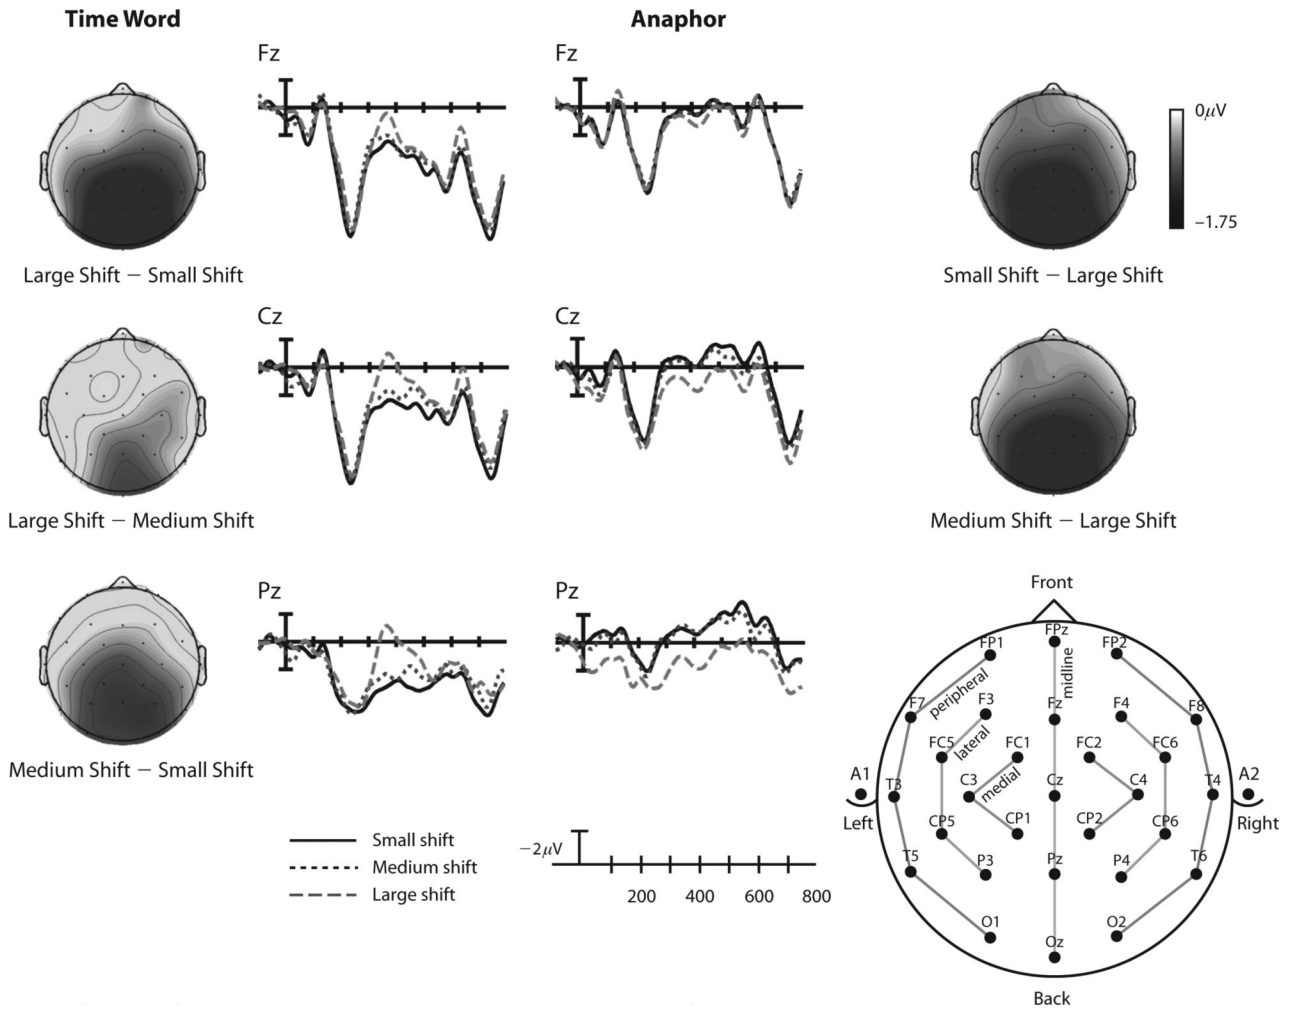 Time Word
Anaphor
Fz
Fz
0μV
−1.75
Large Shift − Small Shift
Small Shift − Large Shift
Cz
Cz
Large Shift − Medium Shift
Medium Shift − Large Shift
Pz
Pz
Medium Shift − Small Shift
Small shift
Medium shift
Large shift
−2μV
200 400 600 800
Front
FPz
FP1 FP2
midline
peripheral
F7 F3 Fz F4 F8
lateral
FC5 FC1 FC2 FC6
medial
A1 T3 C3 Cz C4 T4 A2
Left Right
CP5 CP1 CP2 CP6
T5 P3 Pz P4 T6
O1 O2
Oz
Back